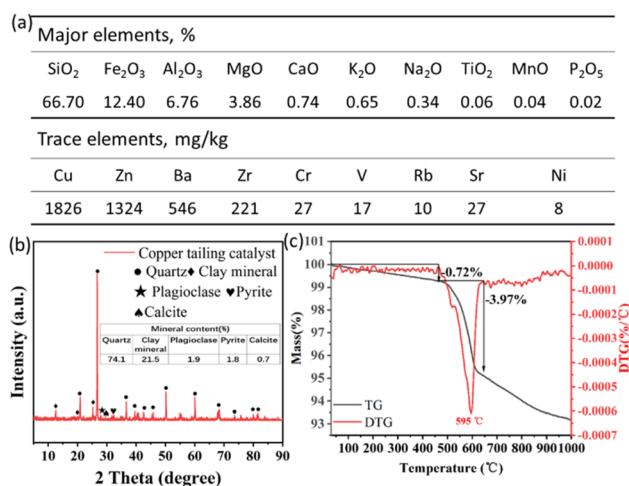 (a)
Major elements, %
SiO₂ Fe₂O₃ Al₂O₃ MgO CaO K₂O Na₂O TiO₂ MnO P₂O₅
66.70 12.40 6.76 3.86 0.74 0.65 0.34 0.06 0.04 0.02
Trace elements, mg/kg
Cu Zn Ba Zr Cr V Rb Sr Ni
1826 1324 546 221 27 17 10 27 8
(b)
Copper tailing catalyst
●Quartz♦Clay mineral
★Plagioclase ♥Pyrite
♠Calcite
Mineral content(%)
Quartz Clay mineral Plagioclase Pyrite Calcite
74.1 21.5 1.9 1.8 0.7
Intensity (a.u.)
0 10 20 30 40 50 60 70 80 90
2 Theta (degree)
(c)
101
100
99
98
97
96
95
94
93
Mass(%)
-0.72%
-3.97%
TG
DTG
595 ℃
0.0001
0.0000
-0.0001
-0.0002
-0.0003
-0.0004
-0.0005
-0.0006
-0.0007
DTG(%/℃)
100 200 300 400 500 600 700 800 900 1000
Temperature (℃)